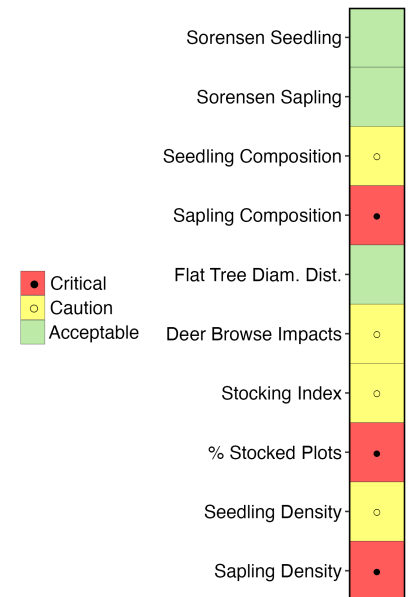 Sorensen Seedling
Sorensen Sapling
Seedling Composition
Sapling Composition
Flat Tree Diam. Dist.
Deer Browse Impacts
Stocking Index
% Stocked Plots
Seedling Density
Sapling Density
Critical
Caution
Acceptable